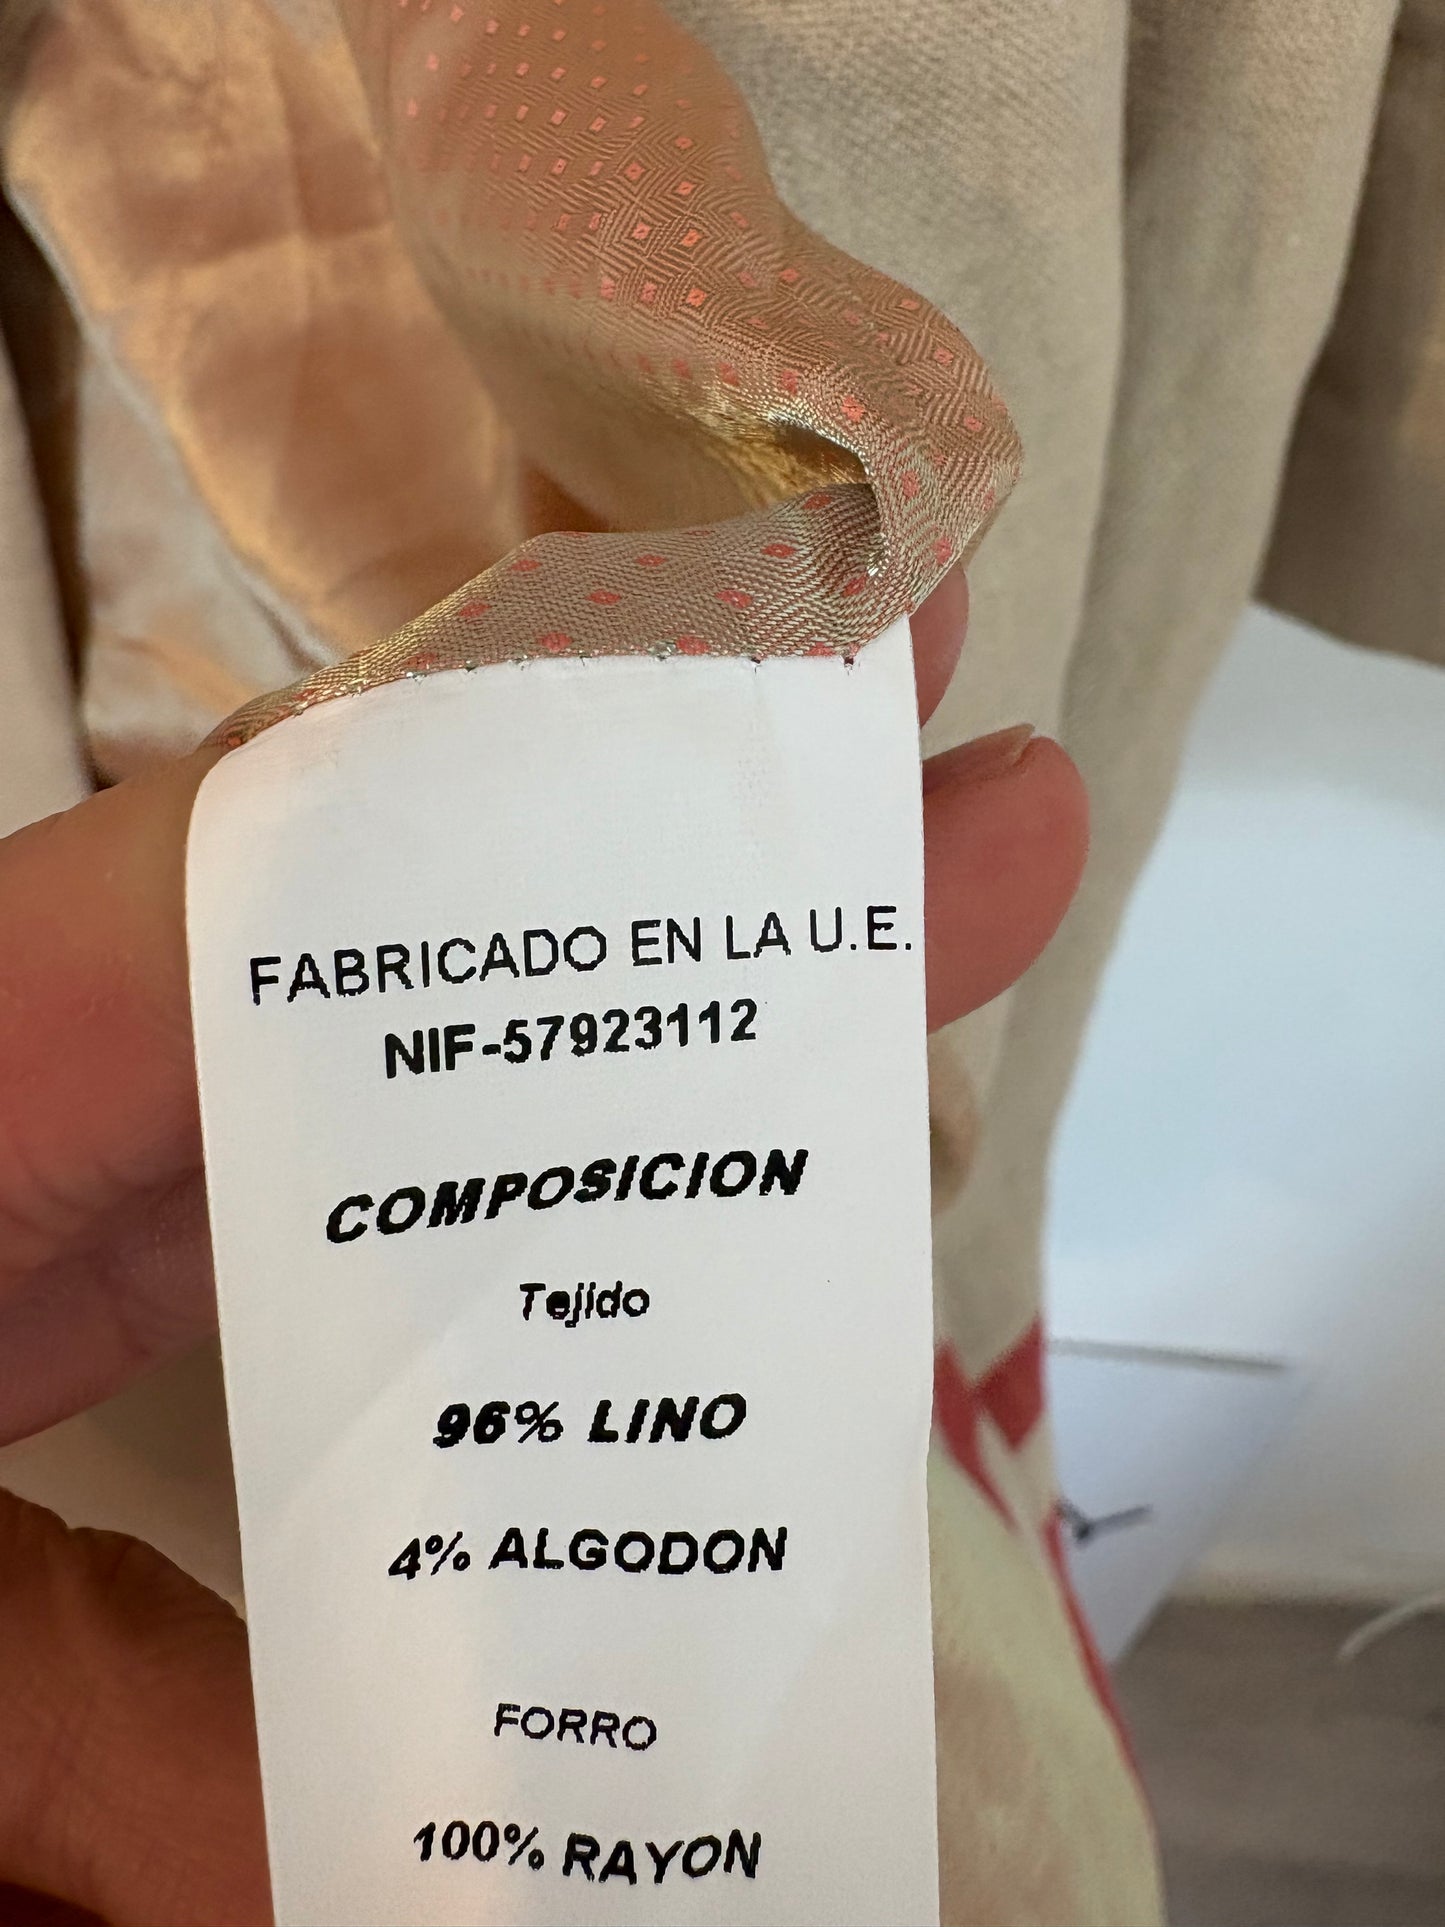 FABRICADO EN LA U.E.
NIF-57923112
COMPOSICION
Tejido
96% LINO
4% ALGODON
FORRO
100% RAYON